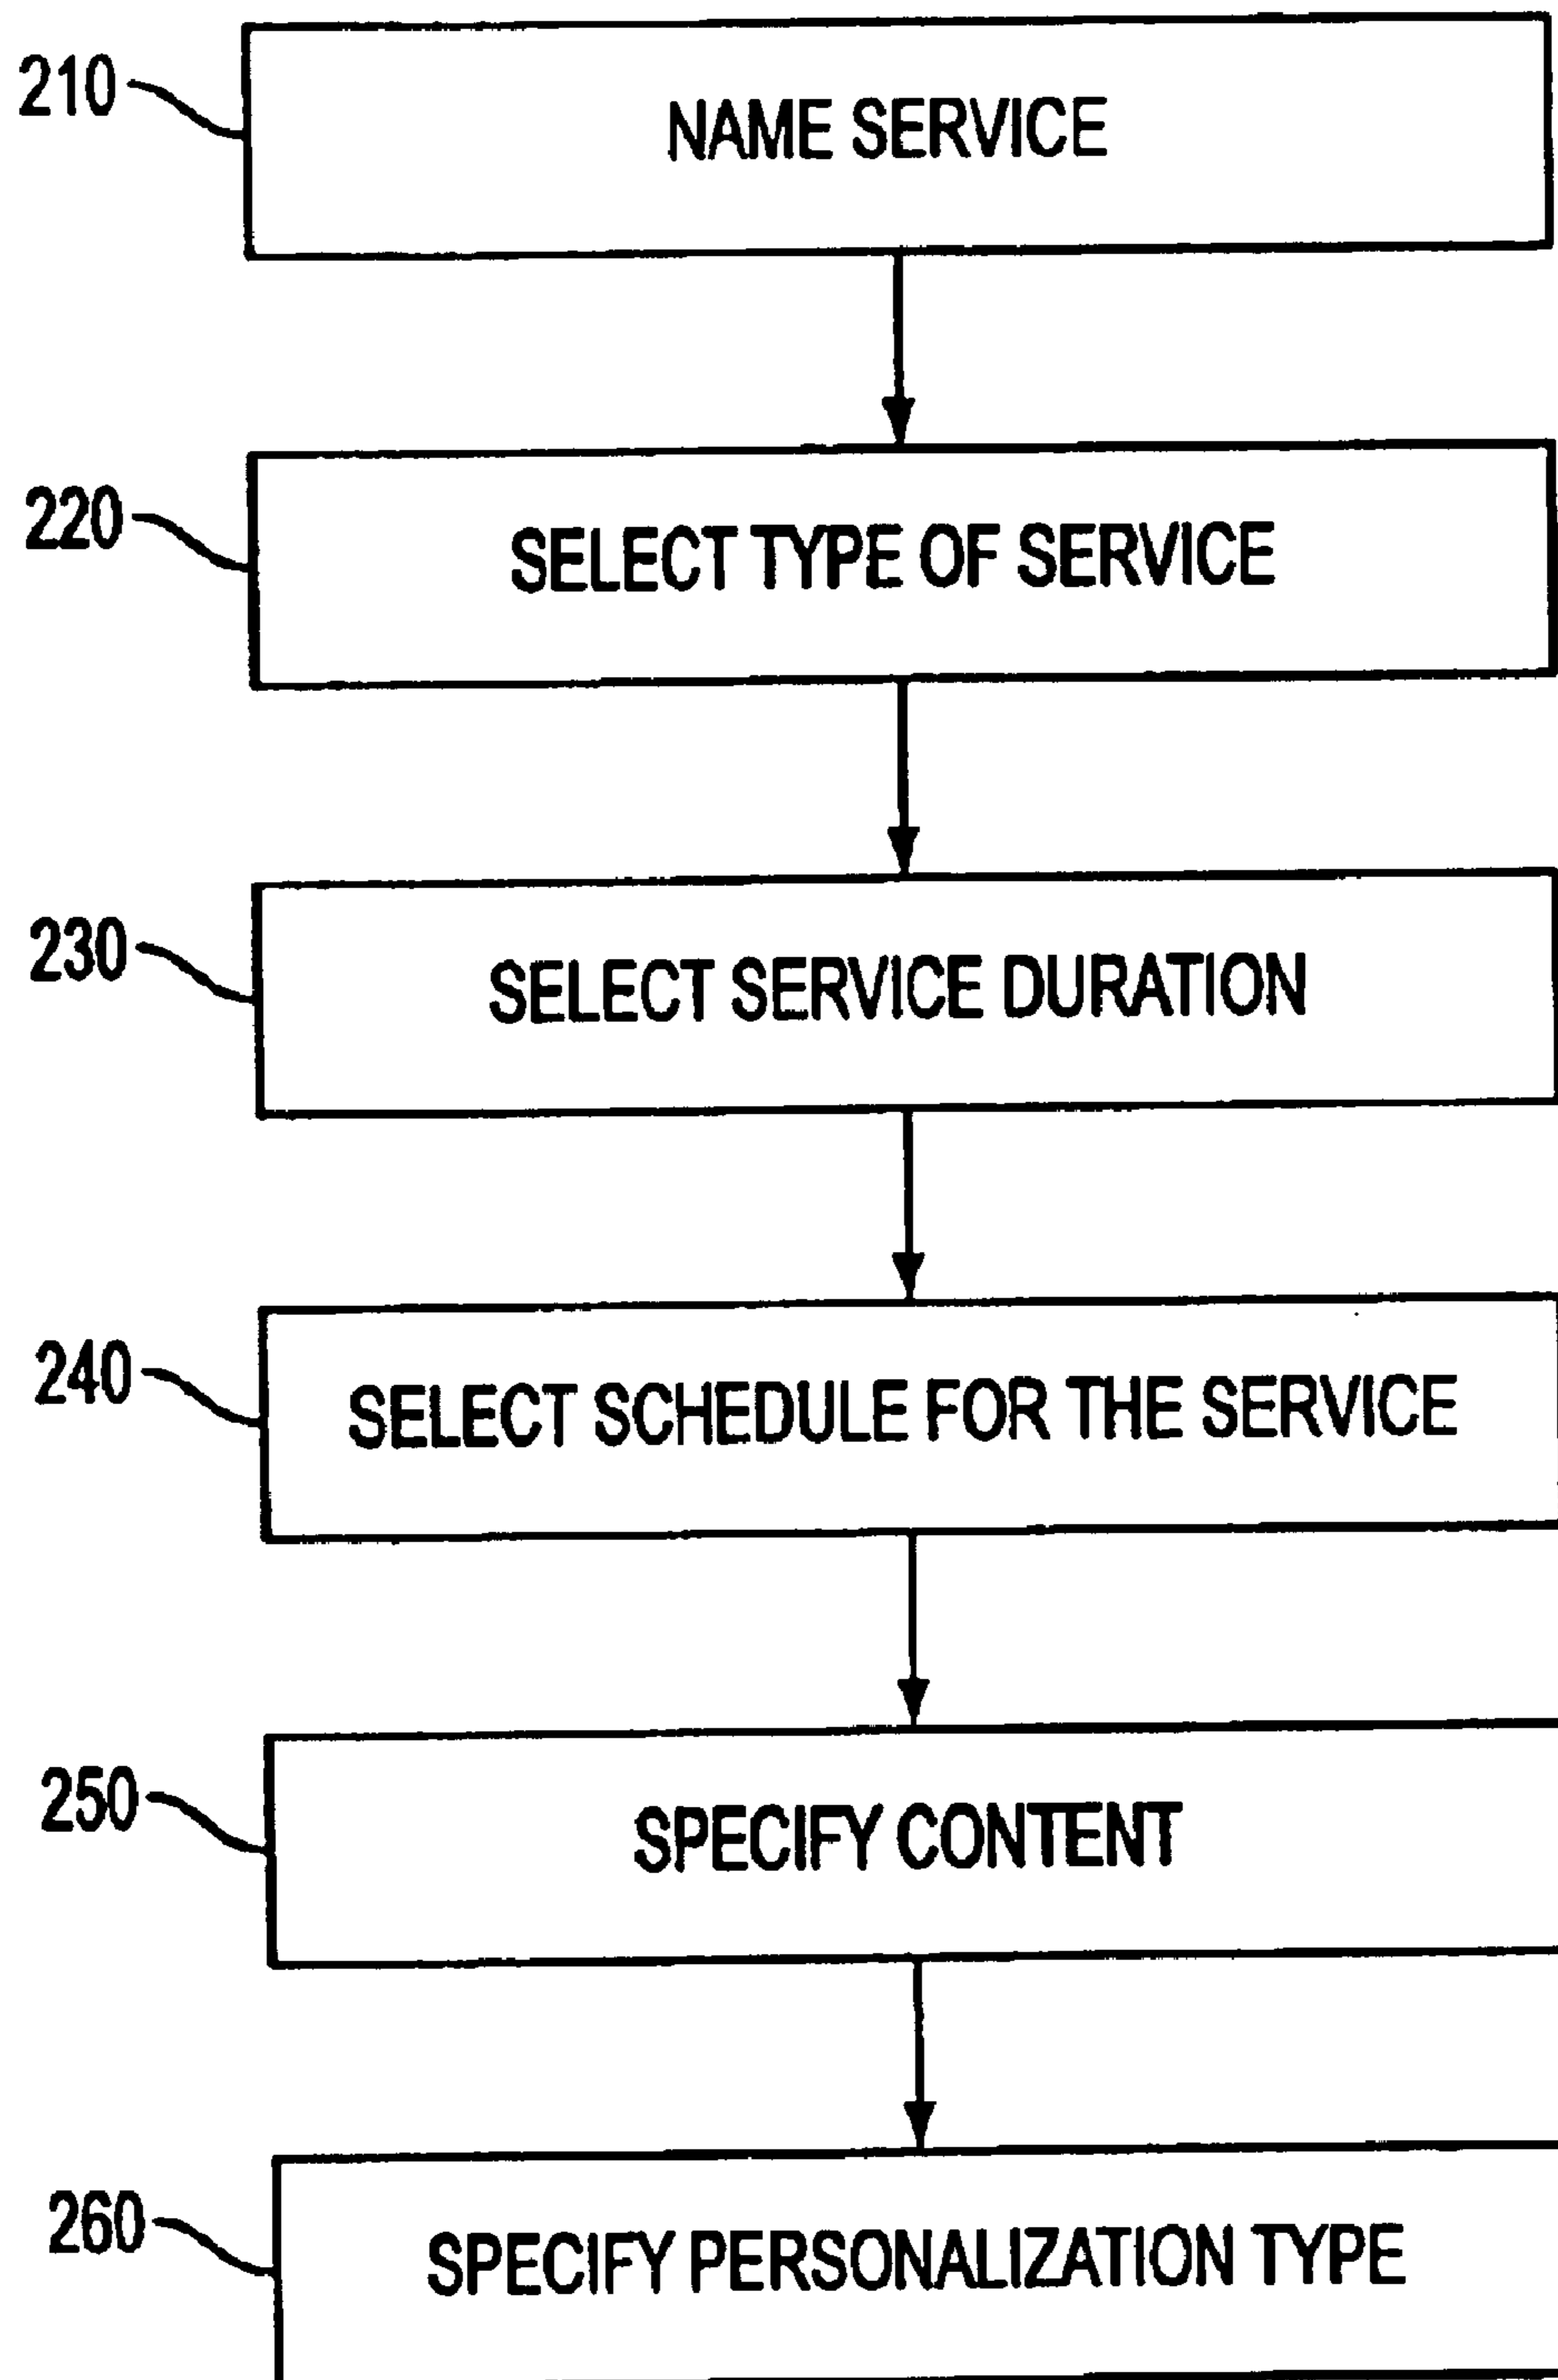 210
NAME SERVICE
220
SELECT TYPE OF SERVICE
230
SELECT SERVICE DURATION
240
SELECT SCHEDULE FOR THE SERVICE
250
SPECIFY CONTENT
260
SPECIFY PERSONALIZATION TYPE